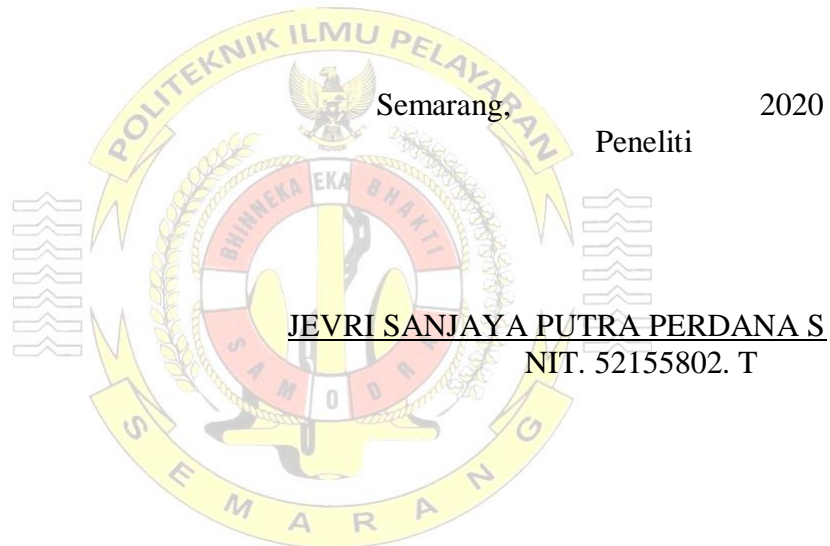 POLITEKNIK ILMU PELAYARAN
Semarang, 2020
Peneliti
BHINNEKA EKA BHAKTI
JEVRI SANJAYA PUTRA PERDANA S
NIT. 52155802. T
SAMODRA
SEMARANG